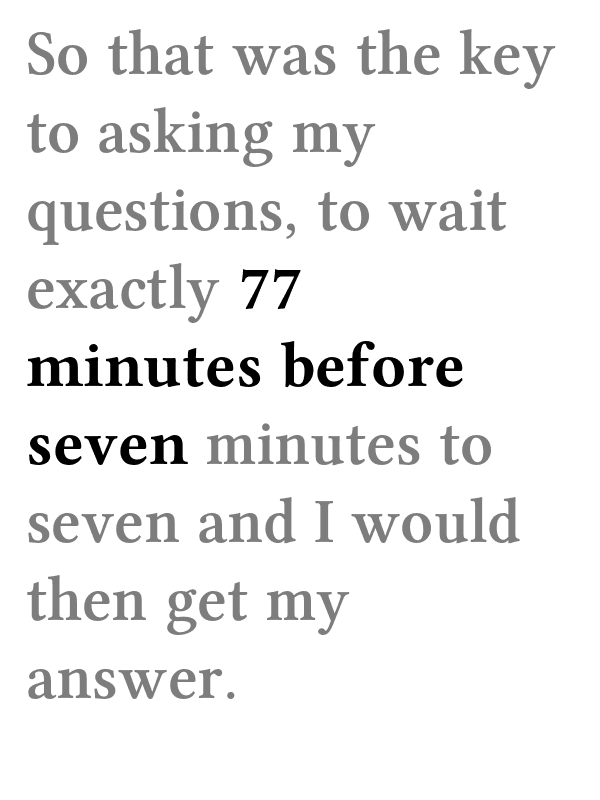 So that was the key
to asking my
questions, to wait
exactly 77
minutes before
seven minutes to
seven and I would
then get my
answer.